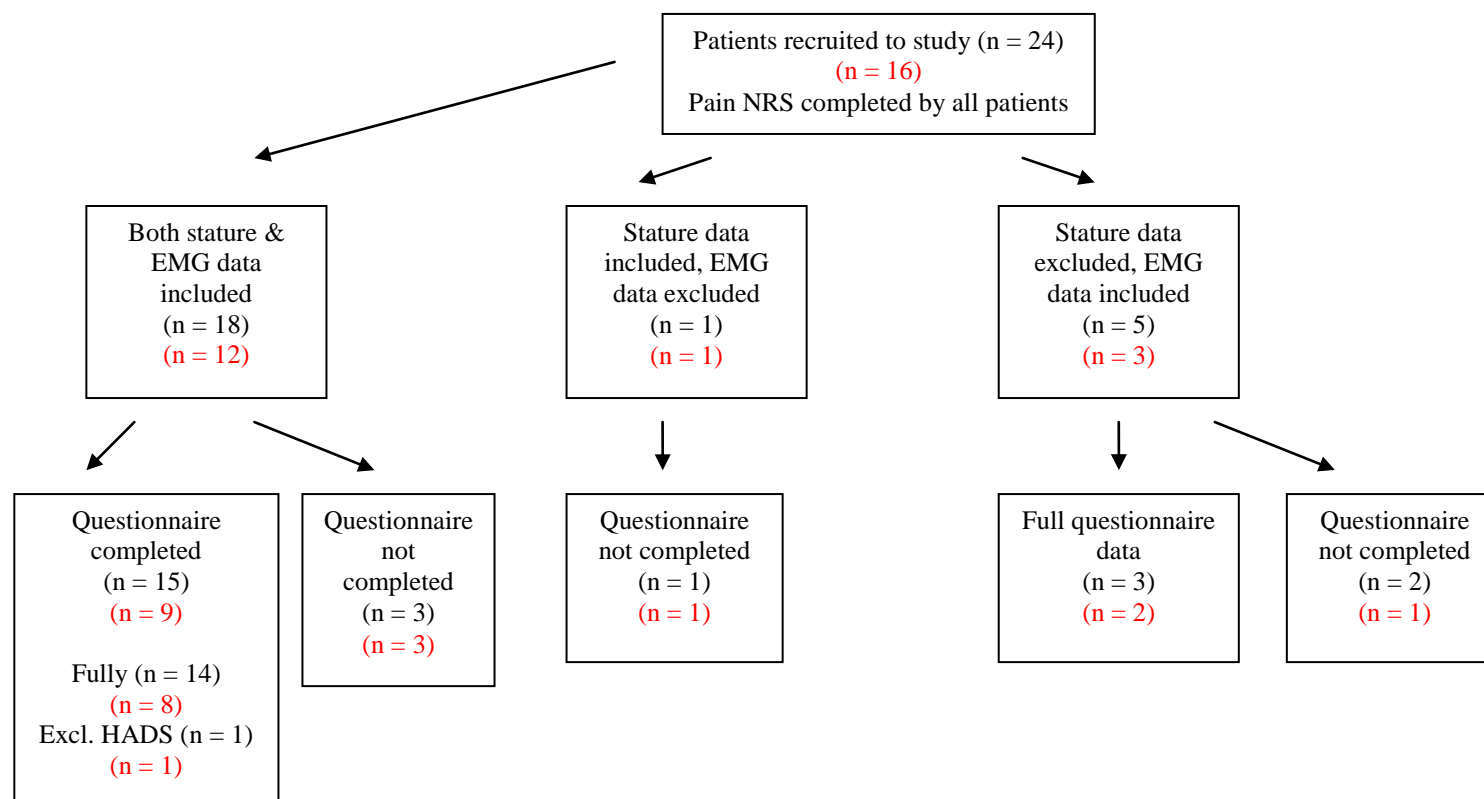 Patients recruited to study (n = 24)
(n = 16)
Pain NRS completed by all patients
Both stature &
EMG data
included
(n = 18)
(n = 12)
Stature data
included, EMG
data excluded
(n = 1)
(n = 1)
Stature data
excluded, EMG
data included
(n = 5)
(n = 3)
Questionnaire
completed
(n = 15)
(n = 9)
Fully (n = 14)
(n = 8)
Excl. HADS (n = 1)
(n = 1)
Questionnaire
not
completed
(n = 3)
(n = 3)
Questionnaire
not completed
(n = 1)
(n = 1)
Full questionnaire
data
(n = 3)
(n = 2)
Questionnaire
not completed
(n = 2)
(n = 1)